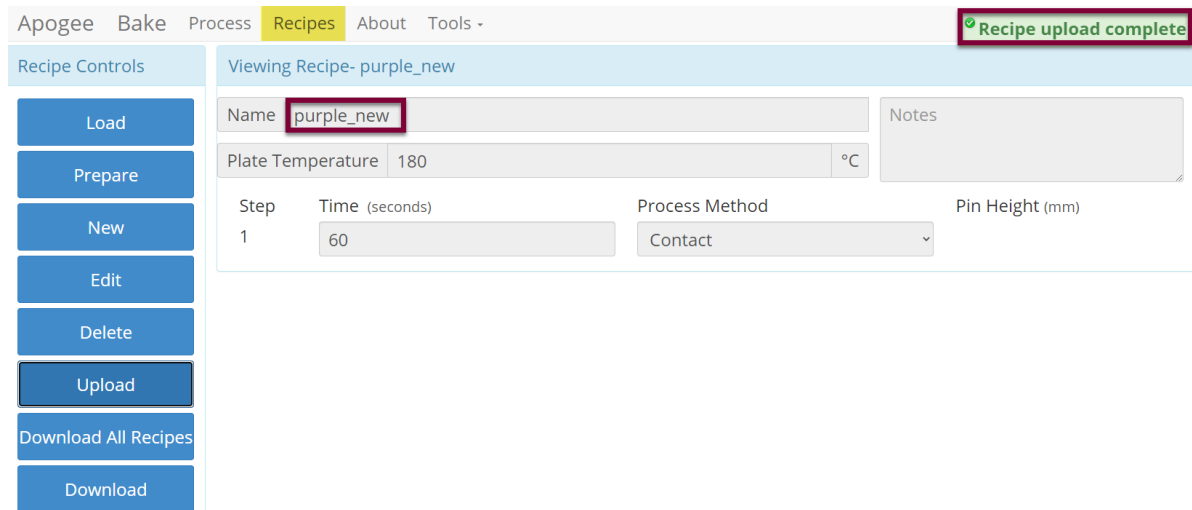 Apogee Bake Process Recipes About Tools
Recipe upload complete
Recipe Controls
Load
Prepare
New
Edit
Delete
Upload
Download All Recipes
Download
Viewing Recipe- purple_new
Name purple_new
Notes
Plate Temperature 180 °C
Step Time (seconds) Process Method Pin Height (mm)
1 60 Contact